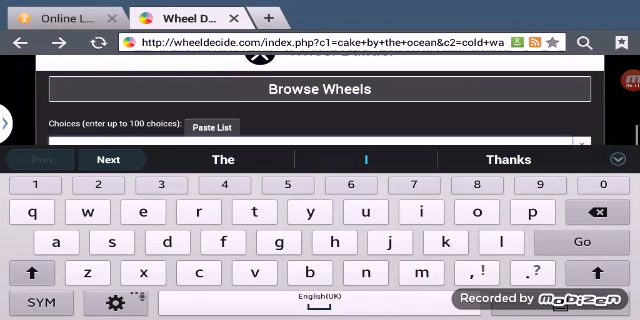 Online L... Wheel D...
http://wheeldecide.com/index.php?c1=cake+by+the+ocean&c2=cold+wa
Browse Wheels
Choices (enter up to 100 choices): Paste List
Prev. Next The I Thanks
1 2 3 4 5 6 7 8 9 0
q w e r t y u i o p
a s d f g h j k l Go
z x c v b n m ,! .?
SYM English(UK)
Recorded by Mobizen